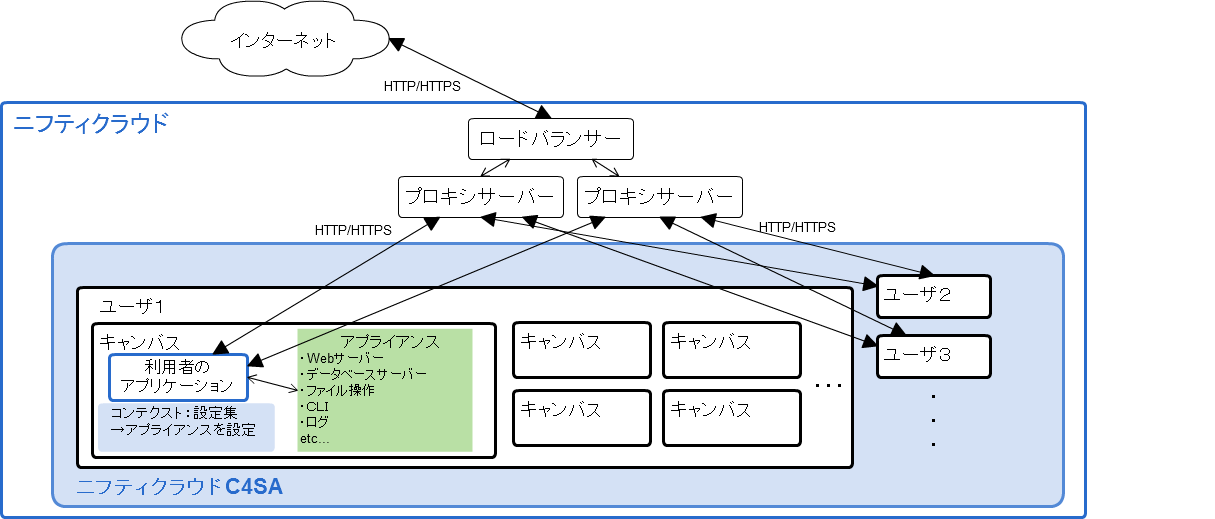 インターネット
HTTP/HTTPS
ニフティクラウド
ロードバランサー
プロキシサーバー
プロキシサーバー
HTTP/HTTPS
HTTP/HTTPS
ユーザ1
ユーザ2
ユーザ3
キャンバス
利用者の
アプリケーション
コンテクスト：設定集
→アプライアンスを設定
アプライアンス
・Webサーバー
・データベースサーバー
・ファイル操作
・CLI
・ログ
etc...
キャンバス
キャンバス
キャンバス
キャンバス
...
ニフティクラウド C4SA